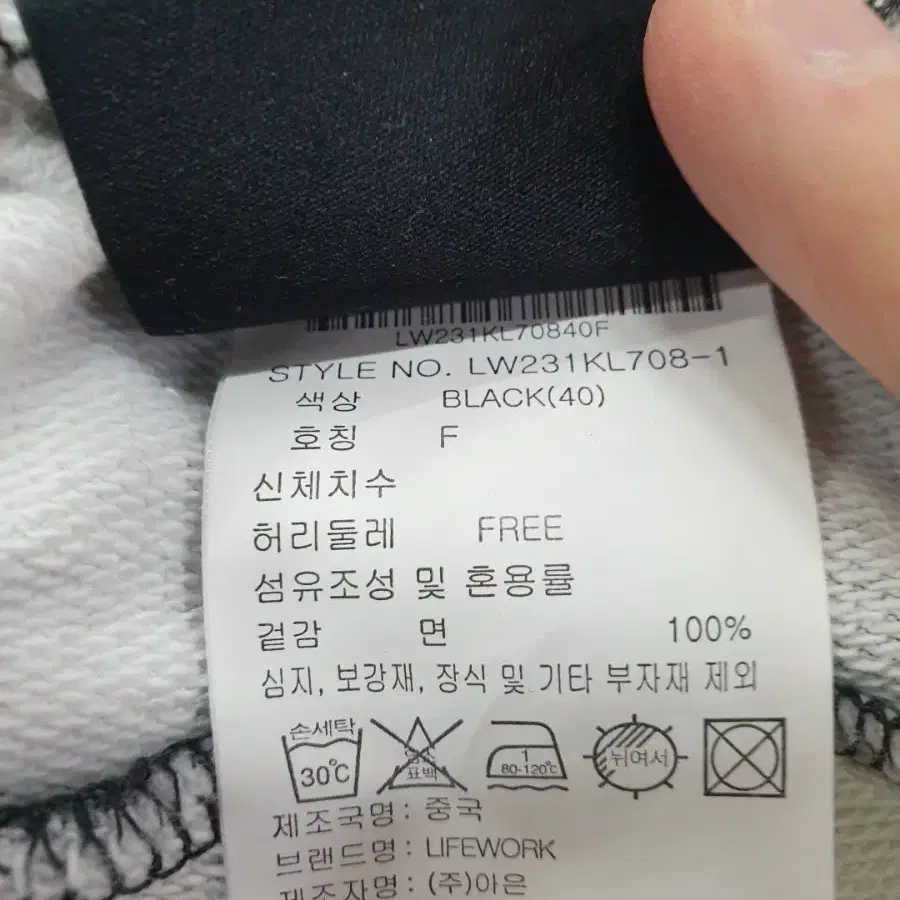 LW231KL70840F
STYLE NO. LW231KL708-1
색상 BLACK(40)
호칭 F
신체치수
허리둘레 FREE
섬유조성 및 혼용률
겉감 면 100%
심지, 보강재, 장식 및 기타 부자재 제외
손세탁
30℃
표백
1
80-120℃
뉘여서
제조국명: 중국
브랜드명: LIFEWORK
제조자명: (주)아은